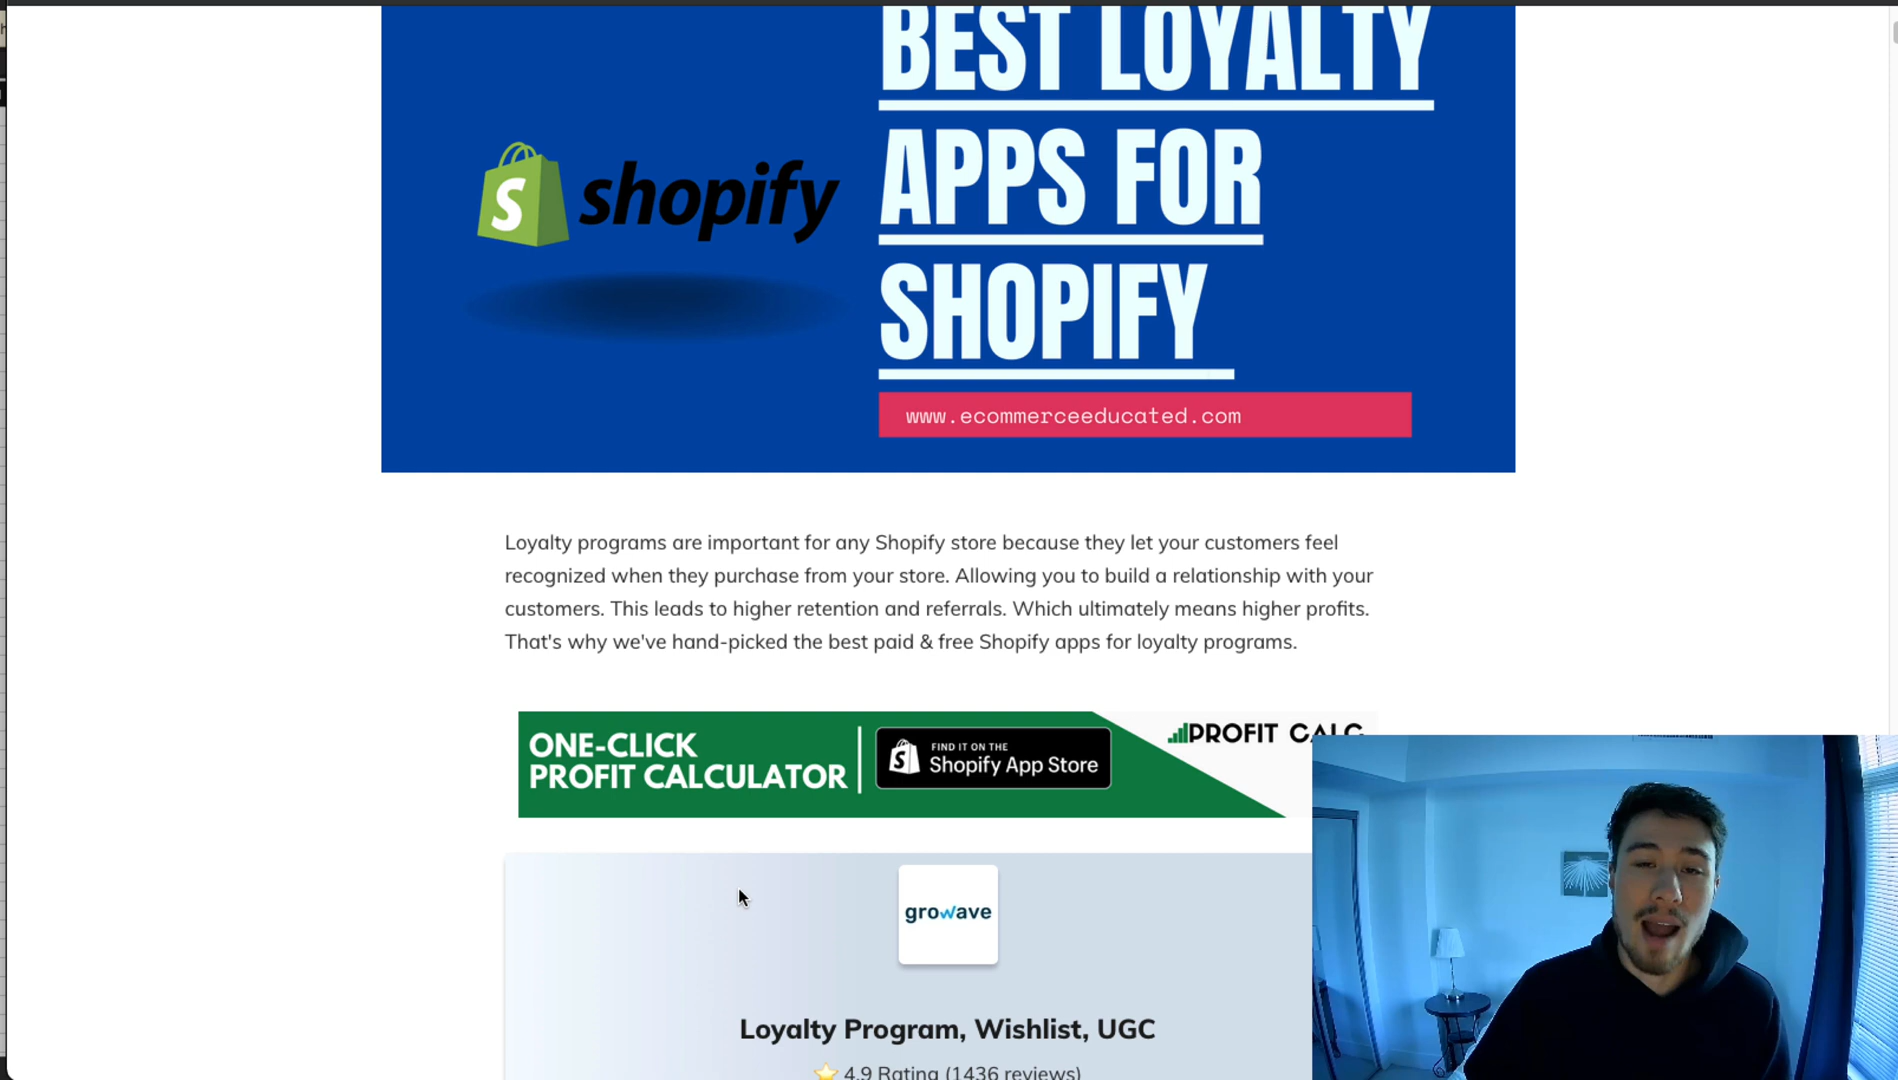 BEST LOYALTY
APPS FOR
SHOPIFY
shopify
www.ecommerceeducated.com
Loyalty programs are important for any Shopify store because they let your customers feel
recognized when they purchase from your store. Allowing you to build a relationship with your
customers. This leads to higher retention and referrals. Which ultimately means higher profits.
That's why we've hand-picked the best paid & free Shopify apps for loyalty programs.
ONE-CLICK
PROFIT CALCULATOR
FIND IT ON THE
Shopify App Store
PROFIT CALC
growave
Loyalty Program, Wishlist, UGC
4.9 Rating (1436 reviews)